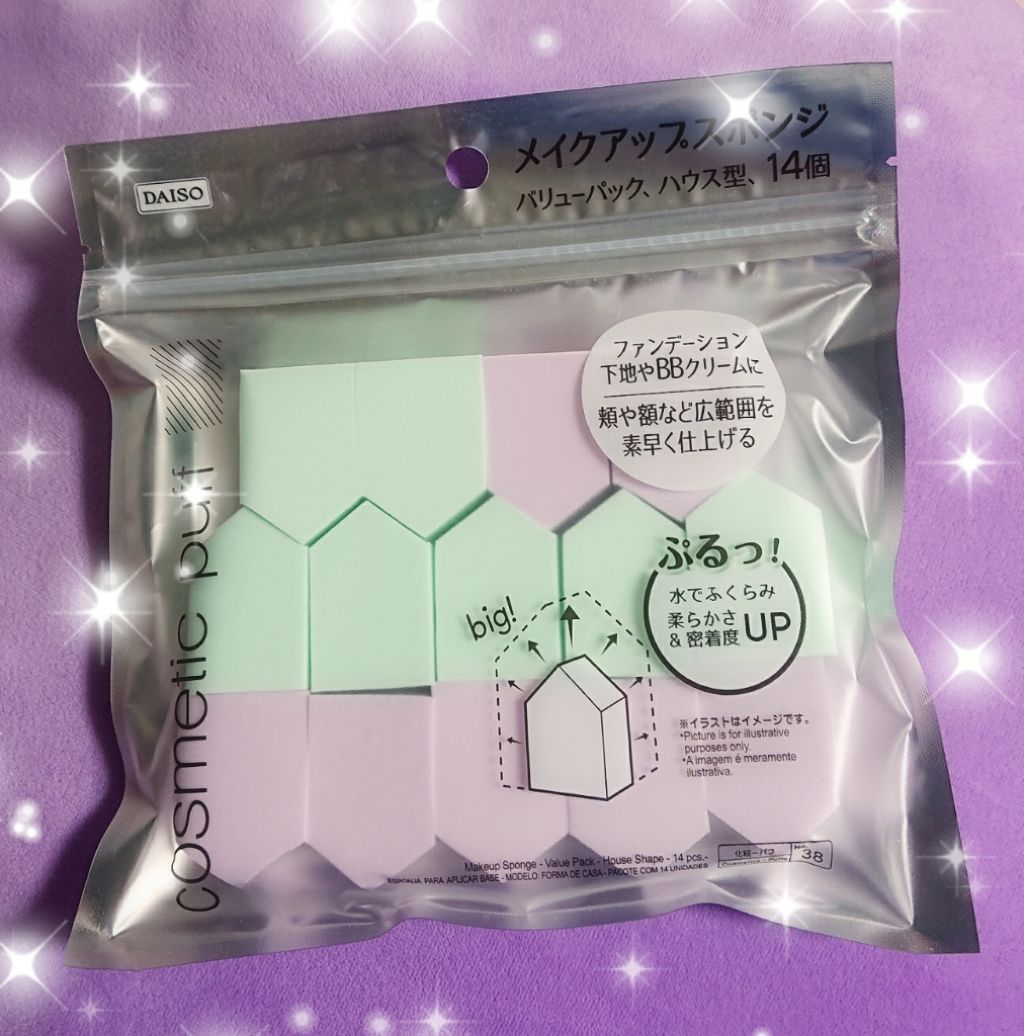 DAISO
メイクアップスポンジ
バリューパック、ハウス型、14個
cosmetic puff
ファンデーション
下地やBBクリームに
頬や額など広範囲を
素早く仕上げる
ぷるっ!
水でふくらみ
柔らかさ
&密着度 UP
big!
※イラストはイメージです。
•Picture is for illustrative
purposes only.
•A imagem é meramente
ilustrativa.
Makeup Sponge - Value Pack - House Shape - 14 pcs.-
ESPONJA PARA APLICAR BASE - MODELO: FORMA DE CASA - PACOTE COM 14 UNIDADES
化粧ーパフ
Cosmetics - Puffs
No. 38